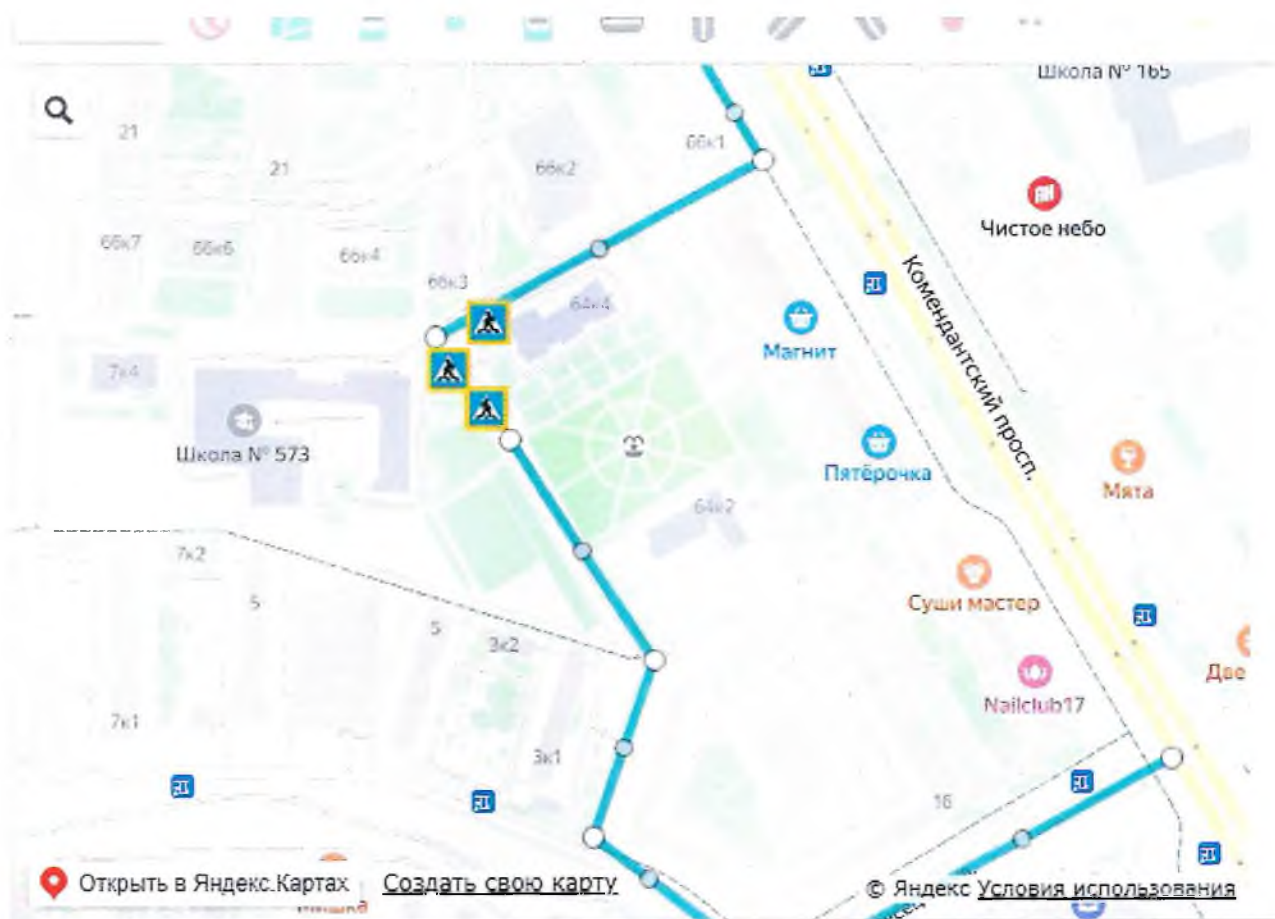 Школа № 165
21
66к1
21
66к2
Чистое небо
66к7
66к6
66к4
66к3
64к4
Комендантский просп.
Магнит
7к4
Школа № 573
Пятёрочка
Мята
64к2
7к2
5
Суши мастер
5
3к2
Две
Nailclub17
7к1
3к1
16
Открыть в Яндекс.Картах
Создать свою карту
© Яндекс Условия использования